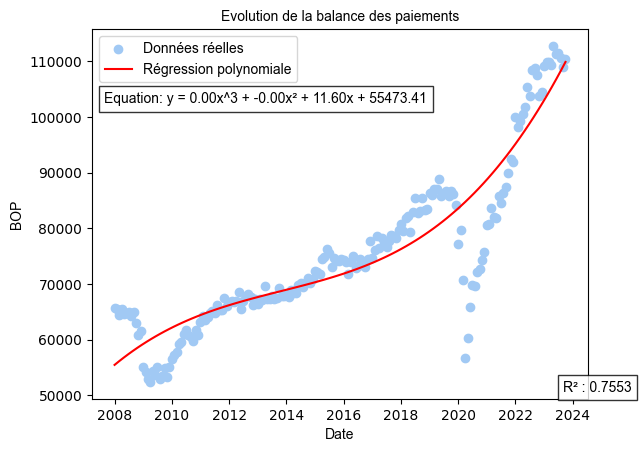 Evolution de la balance des paiements
Données réelles
Régression polynomiale
Equation: y = 0.00x^3 + -0.00x² + 11.60x + 55473.41
110000
100000
90000
80000
70000
60000
50000
BOP
R² : 0.7553
2008 2010 2012 2014 2016 2018 2020 2022 2024
Date